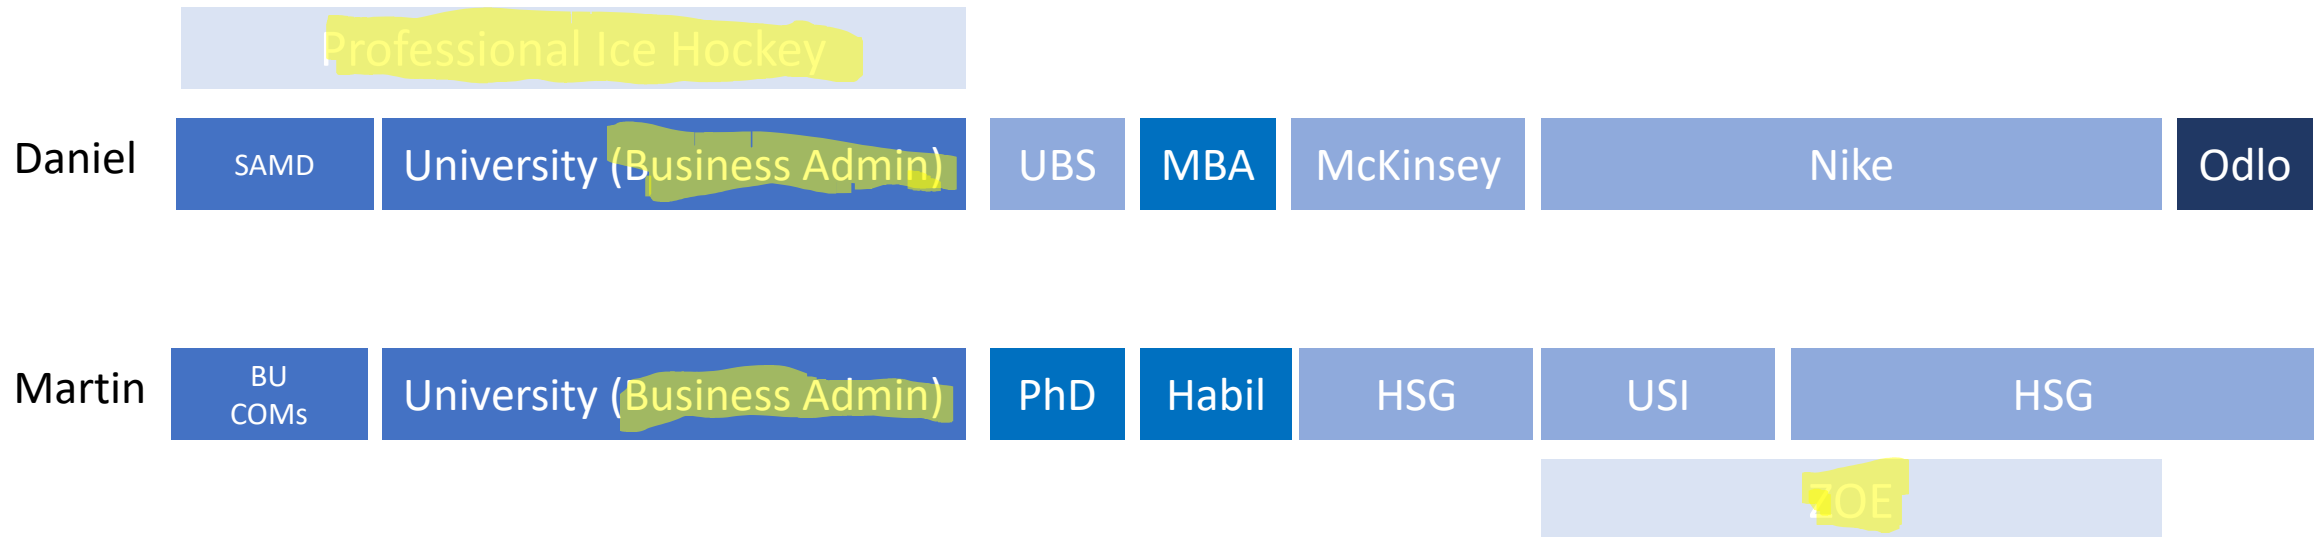 Professional Ice Hockey
Daniel SAMD University (Business Admin) UBS MBA McKinsey Nike Odlo
Martin BU COMs University (Business Admin) PhD Habil HSG USI HSG
ZOE